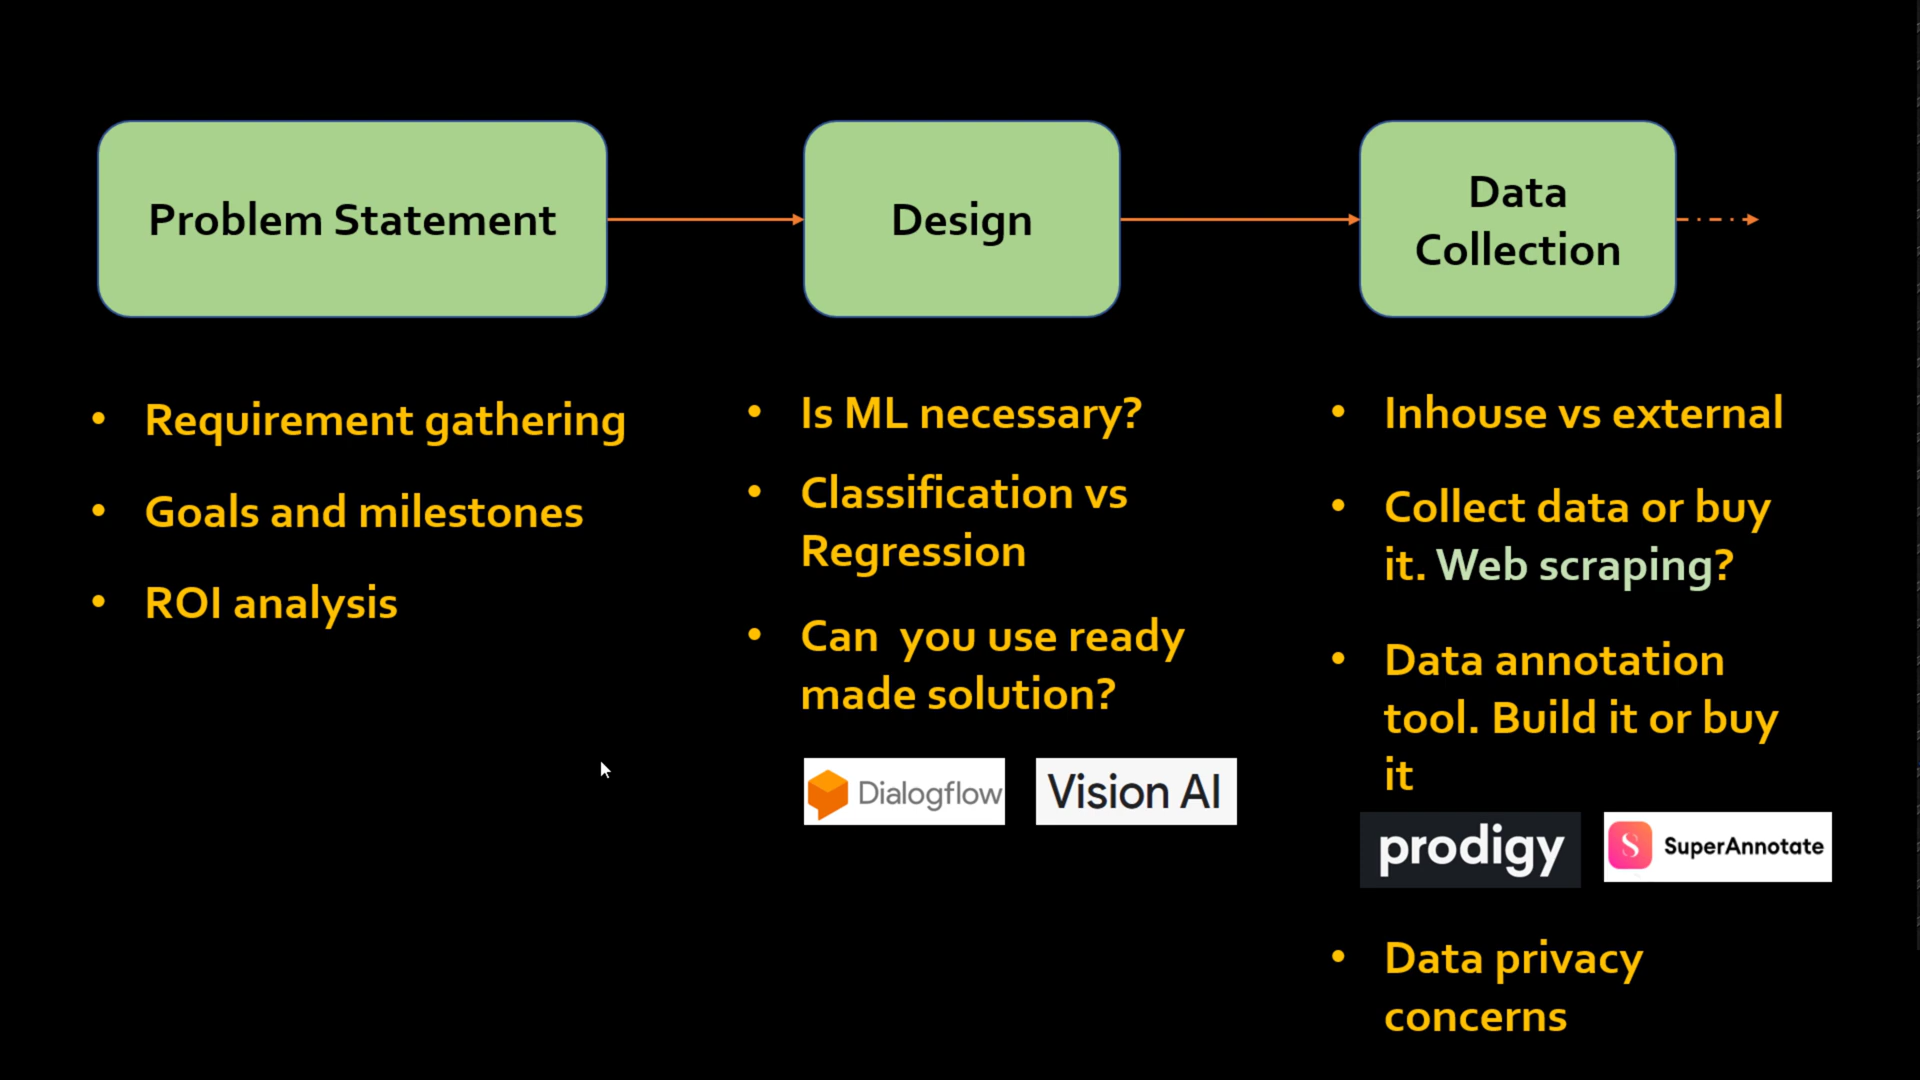 Problem Statement
Design
Data
Collection
• Requirement gathering
• Goals and milestones
• ROI analysis
• Is ML necessary?
• Classification vs
Regression
• Can  you use ready
made solution?
Dialogflow
Vision AI
• Inhouse vs external
• Collect data or buy
it. Web scraping?
• Data annotation
tool. Build it or buy
it
prodigy
SuperAnnotate
• Data privacy
concerns